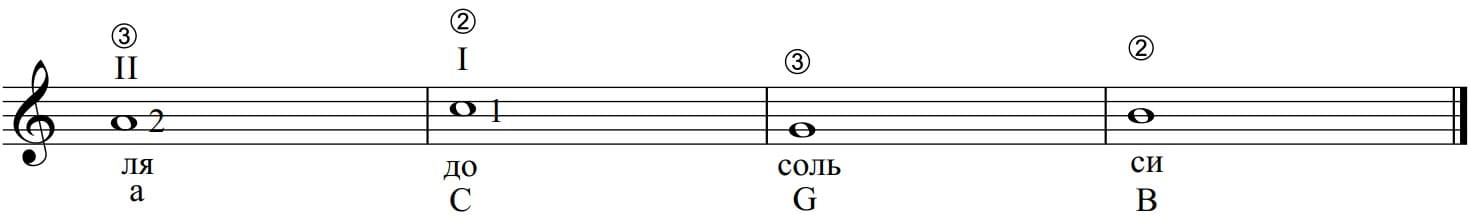 ③ ② ③ ②
II I
2 1
ля до соль си
a C G B